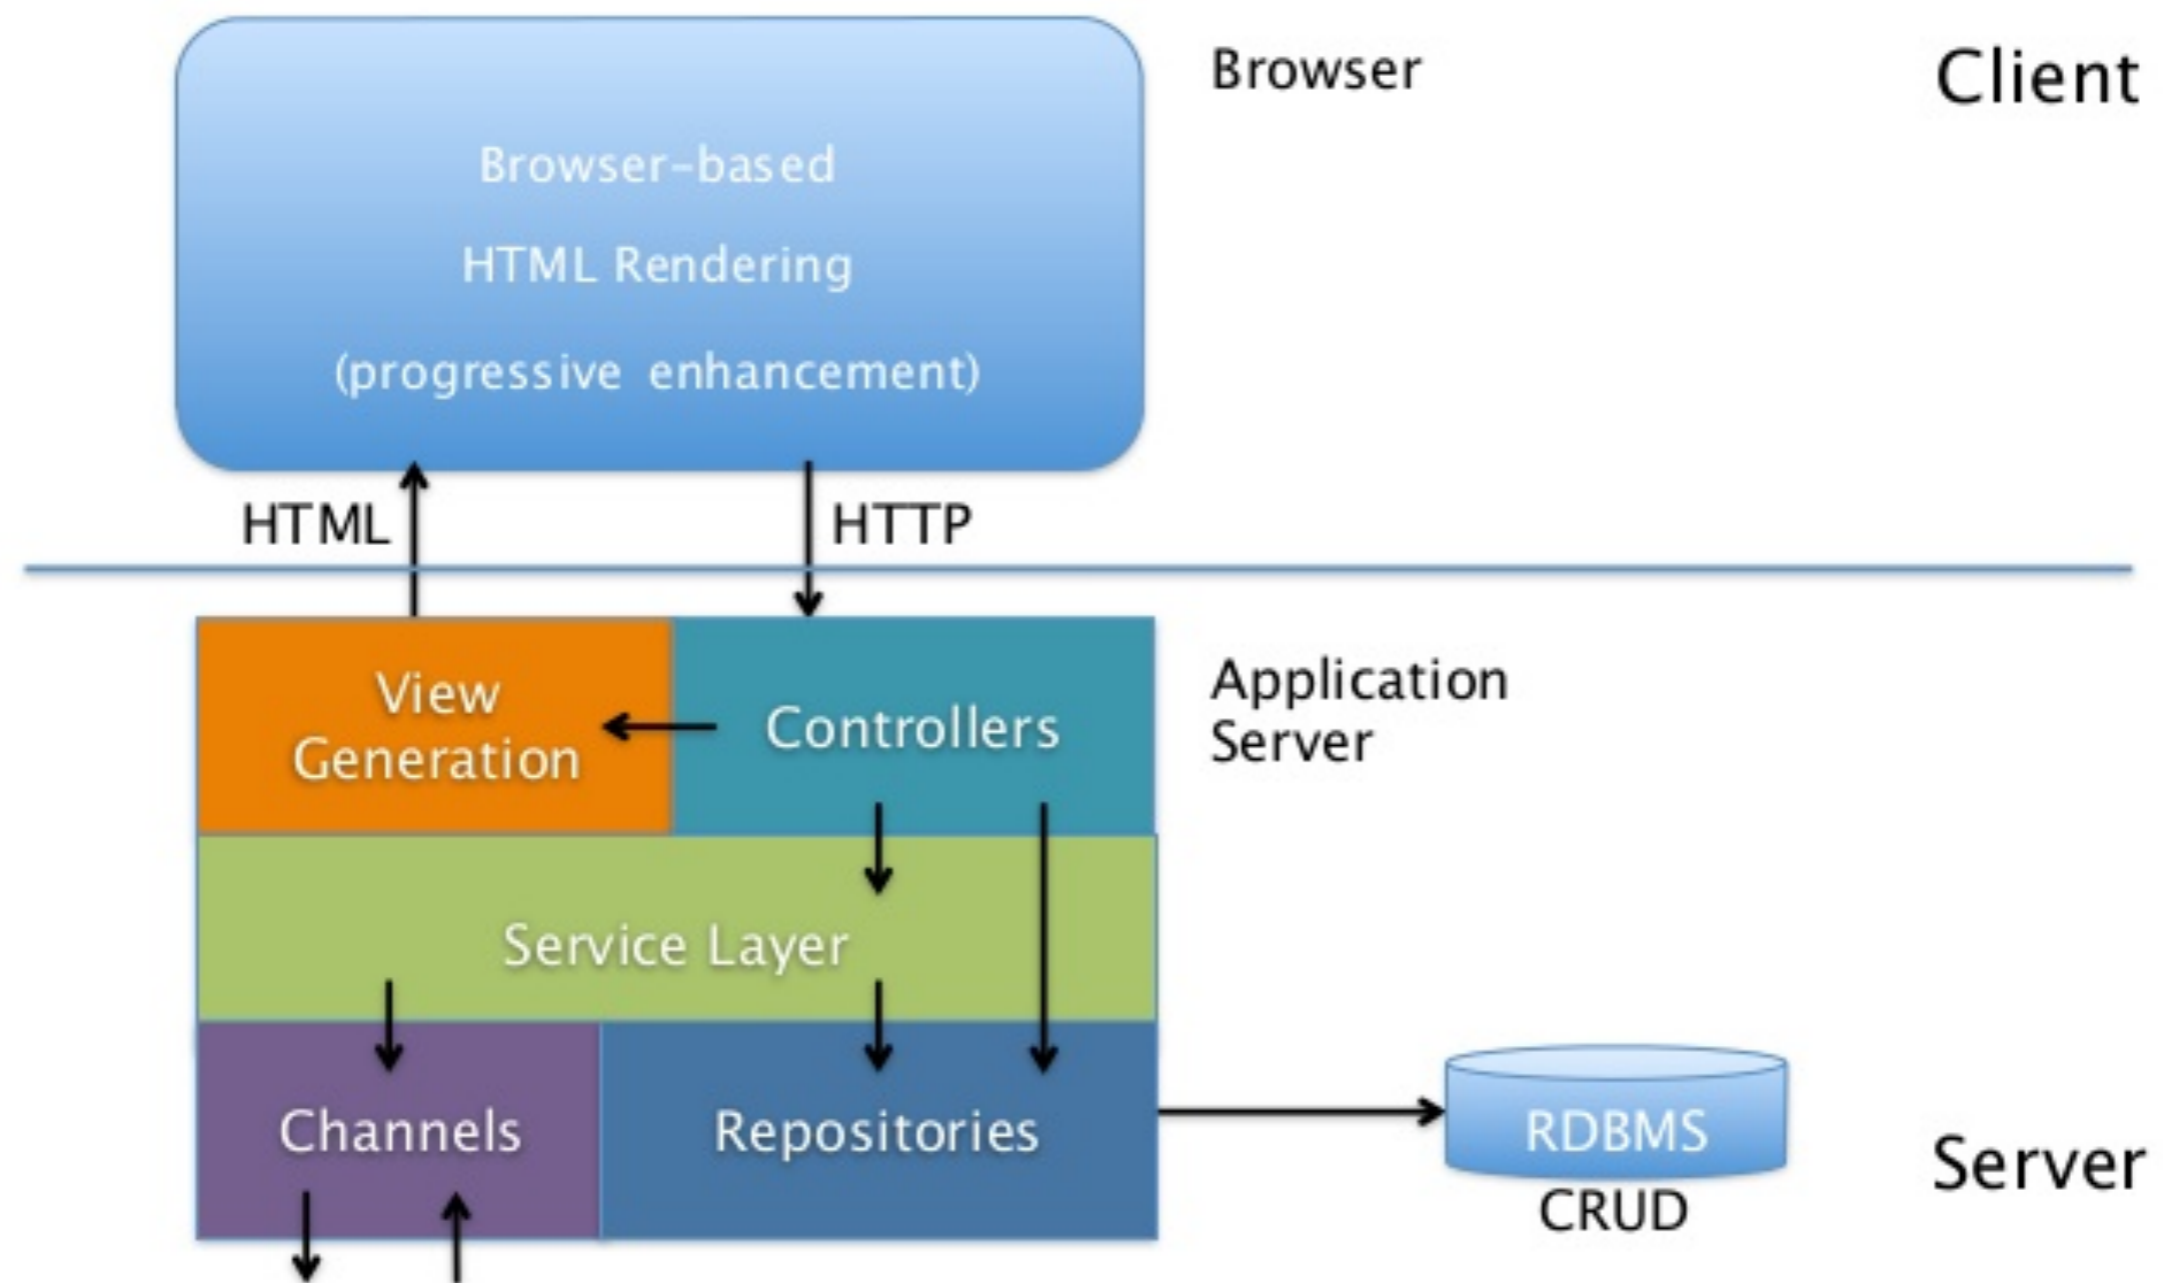 Browser-based
HTML Rendering
(progressive enhancement)
Browser
Client
HTML
HTTP
View
Generation
Controllers
Application
Server
Service Layer
Channels
Repositories
RDBMS
CRUD
Server